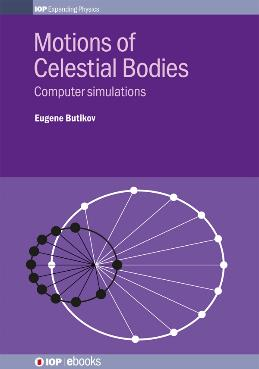 IOP Expanding Physics
Motions of
Celestial Bodies
Computer simulations
Eugene Butikov
IOP | ebooks